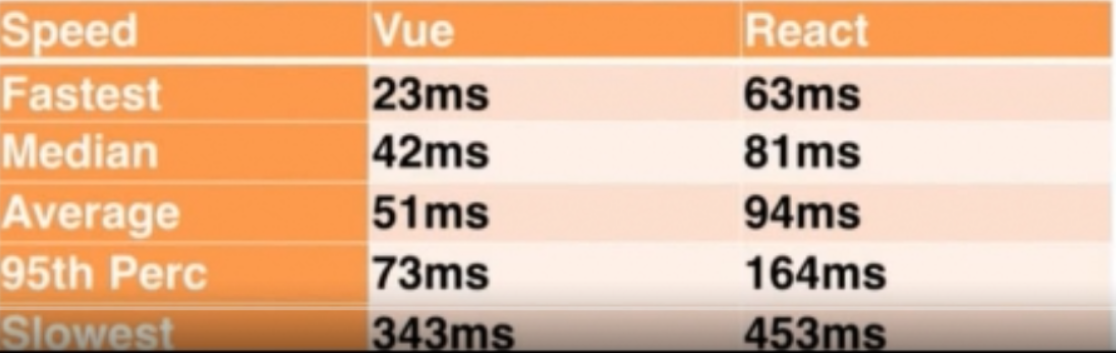 Speed Vue React
Fastest 23ms 63ms
Median 42ms 81ms
Average 51ms 94ms
95th Perc 73ms 164ms
Slowest 343ms 453ms